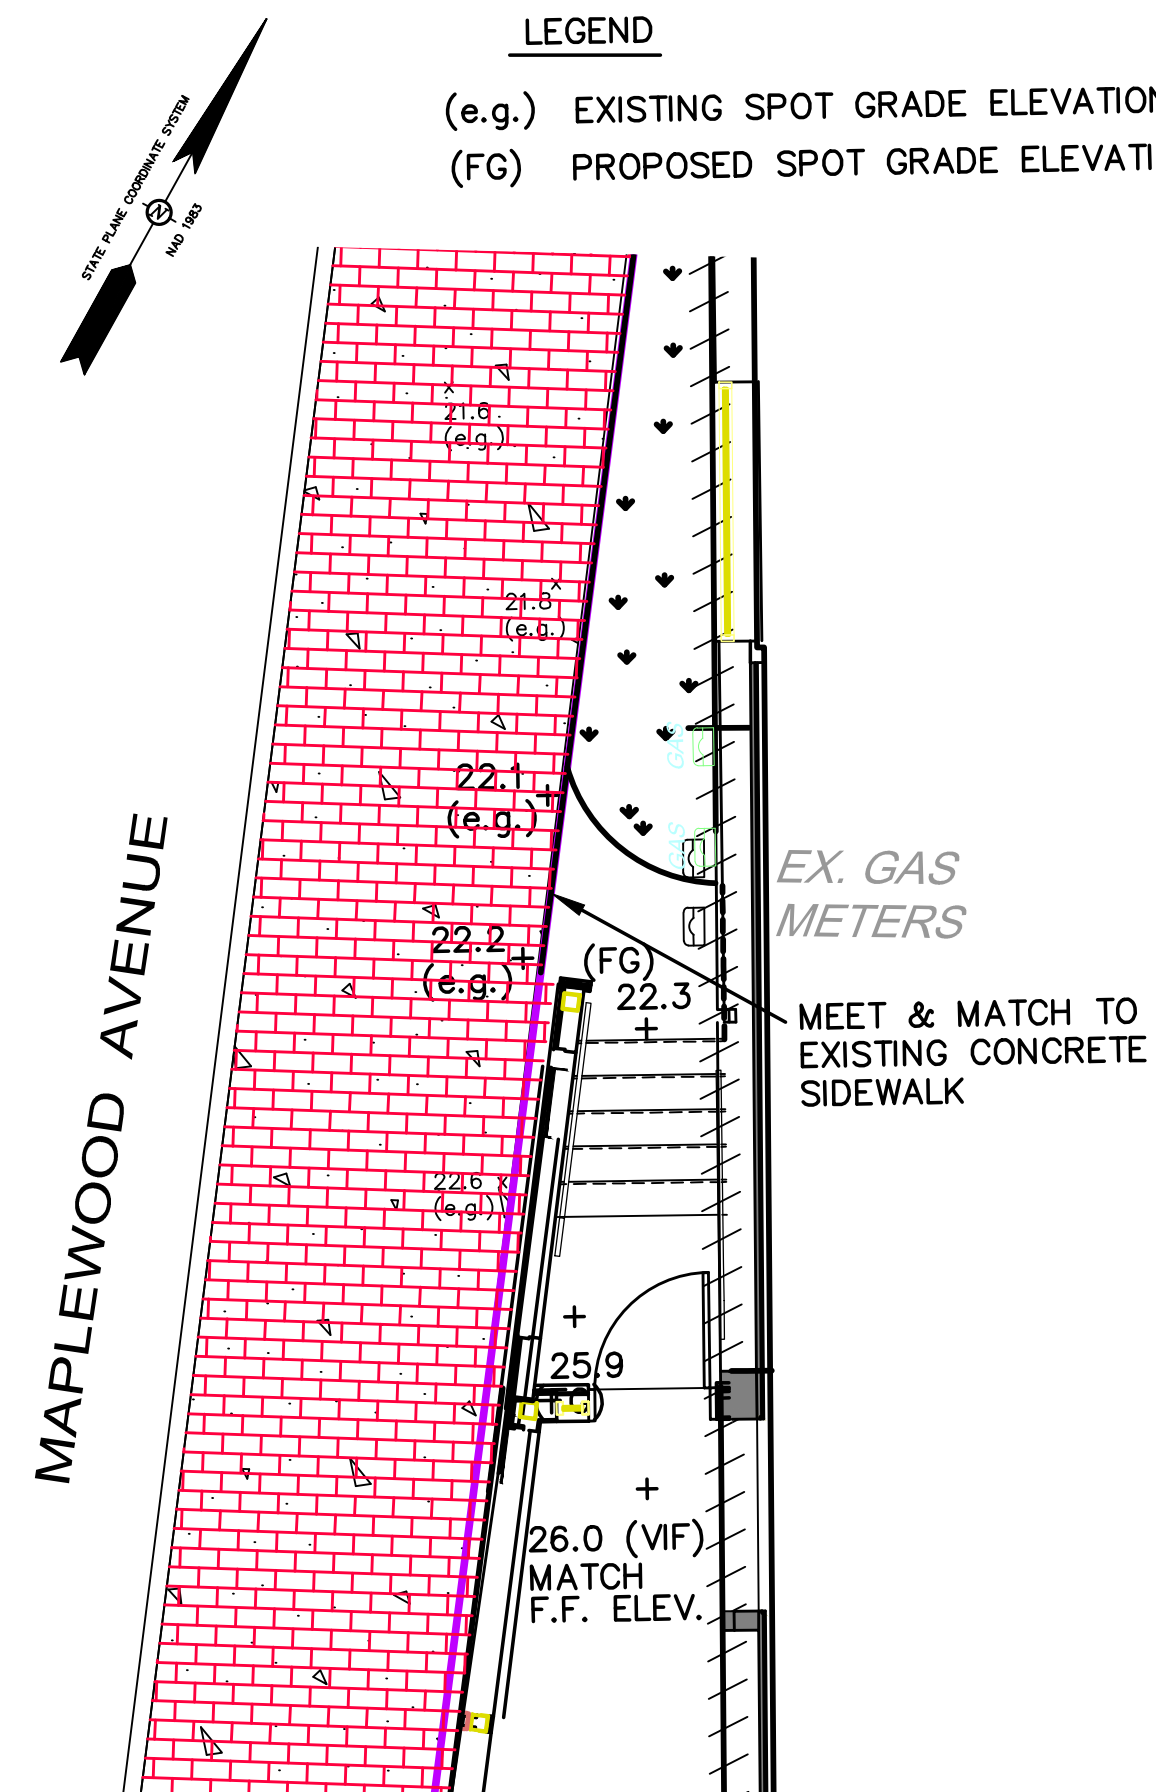 LEGEND
(e.g.) EXISTING SPOT GRADE ELEVATION
(FG) PROPOSED SPOT GRADE ELEVATI
STATE PLANE COORDINATE SYSTEM
N
NAD 1983
21.6
(e.g.)
21.8
(e.g.)
GAS
22.1
(e.g.)
GAS
EX. GAS
METERS
22.2
(e.g.)
(FG)
22.3
MEET & MATCH TO
EXISTING CONCRETE
SIDEWALK
MAPLEWOOD AVENUE
22.6
(e.g.)
25.9
26.0 (VIF)
MATCH
F.F. ELEV.